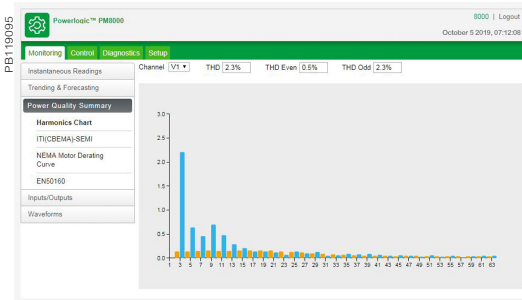 PB119095
Powerlogic™ PM8000
8000 | Logout
October 5 2019, 07:12:08
Monitoring Control Diagnostics Setup
Instantaneous Readings
Trending & Forecasting
Power Quality Summary
Harmonics Chart
ITI(CBEMA)-SEMI
NEMA Motor Derating
Curve
EN50160
Inputs/Outputs
Waveforms
Channel V1 THD 2.3% THD Even 0.5% THD Odd 2.3%
3.0
2.5
2.0
1.5
1.0
0.5
0.0
1 3 5 7 9 11 13 15 17 19 21 23 25 27 29 31 33 35 37 39 41 43 45 47 49 51 53 55 57 59 61 63